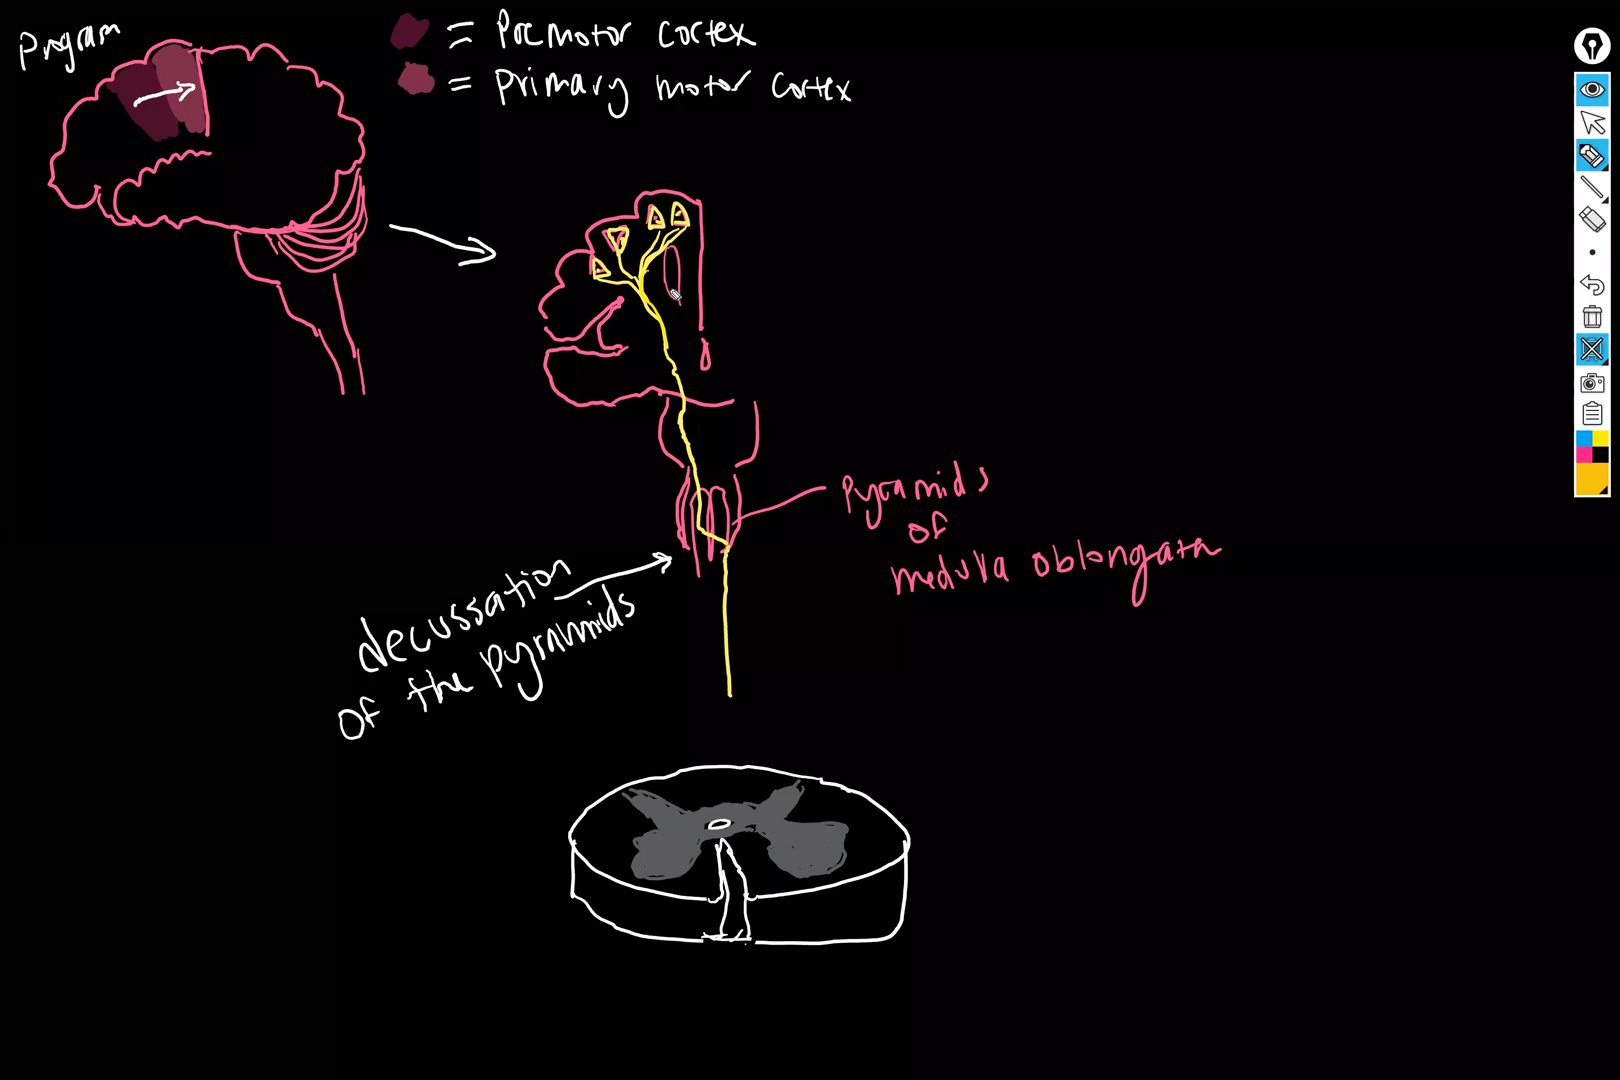 Program
= Premotor cortex
= Primary motor cortex
Pyramids
of
medulla oblongata
decussation
of the pyramids